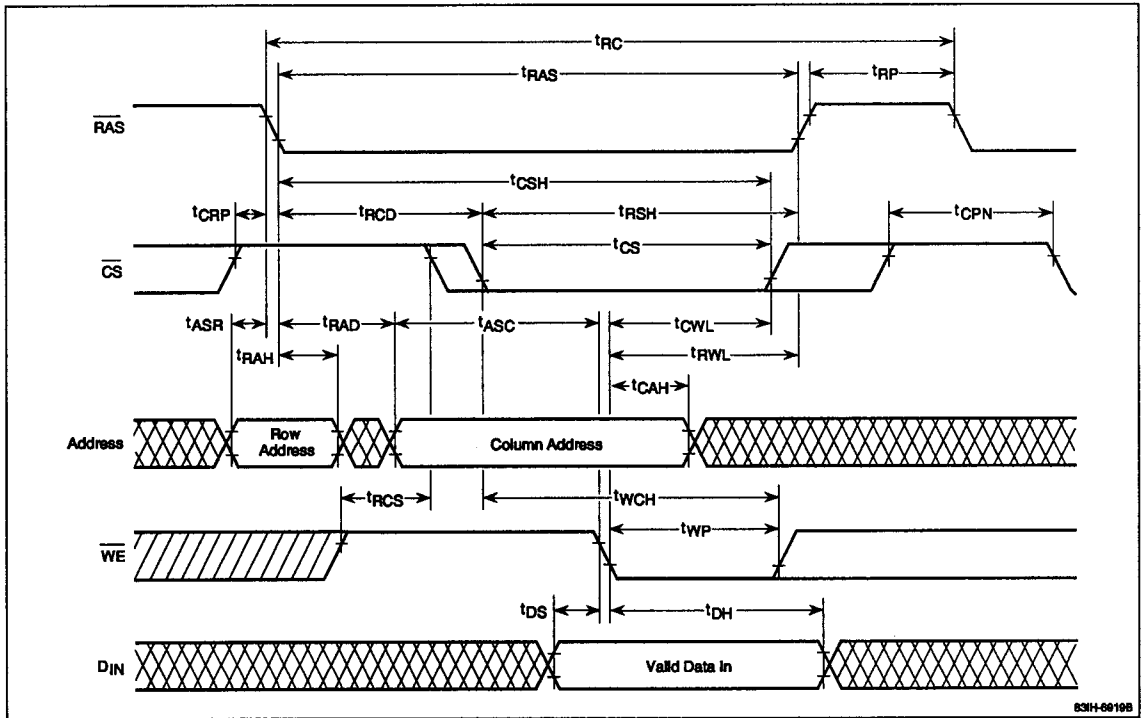 tRC
tRAS
tRP
RAS
tCSH
tCRP
tRCD
tRSH
tCPN
CS
tCS
tASR
tRAD
tASC
tCWL
tRAH
tRWL
tCAH
Address
Row
Address
Column Address
tRCS
tWCH
tWP
WE
tDS
tDH
DIN
Valid Data In
83IH-6919B